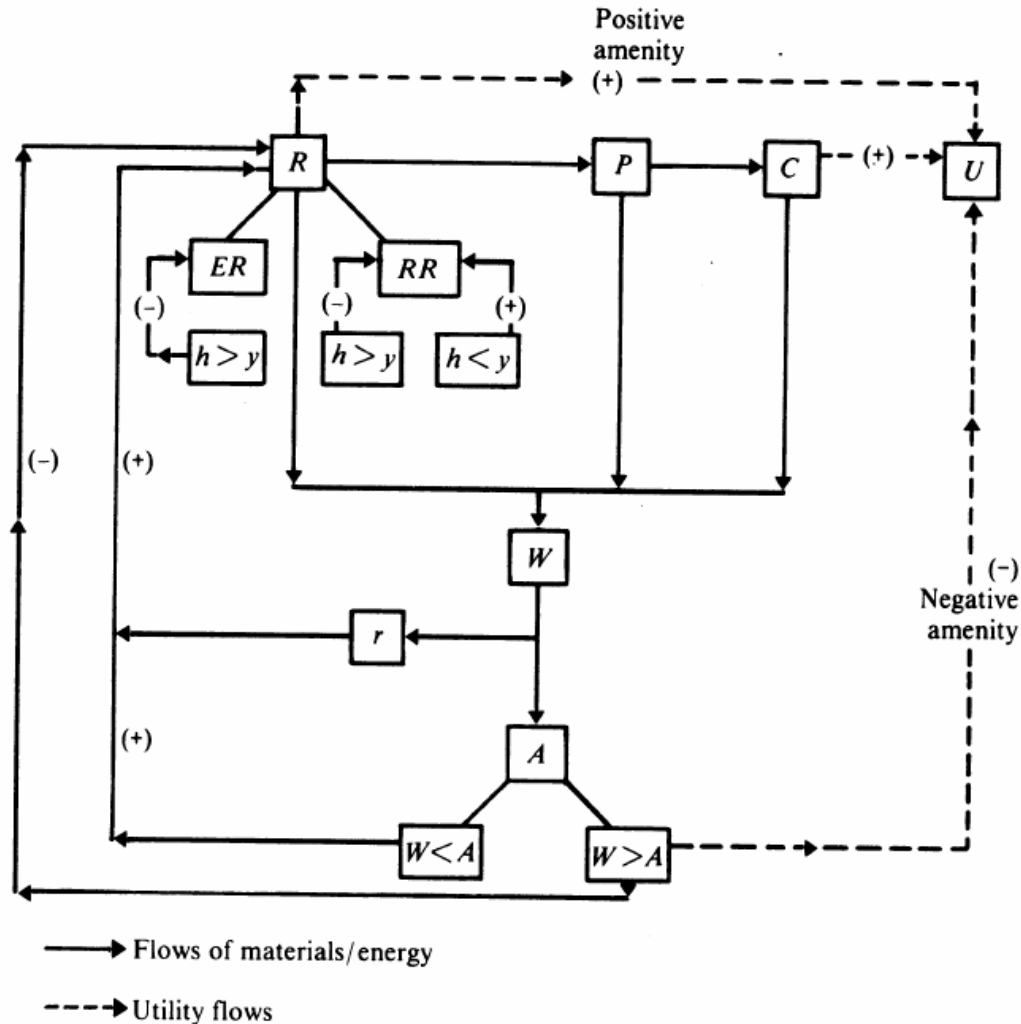 Positive
amenity
(+)
R
P
C
(+)
U
ER
RR
(-)
(-)
(+)
h > y
h > y
h < y
(-)
(+)
W
(-)
Negative
amenity
r
(+)
A
W < A
W > A
Flows of materials/energy
Utility flows